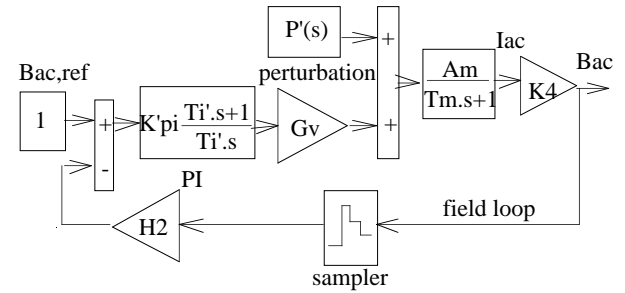 P'(s)
+
Iac
Bac
Bac,ref
perturbation
Am
Tm.s+1
K4
1
+
K'pi
Ti'.s+1
Ti'.s
Gv
+
-
PI
H2
field loop
sampler